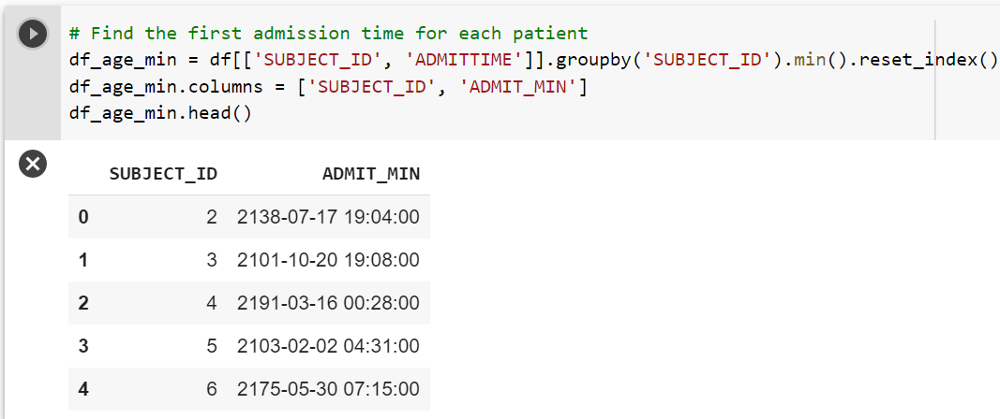 # Find the first admission time for each patient
df_age_min = df[['SUBJECT_ID', 'ADMITTIME']].groupby('SUBJECT_ID').min().reset_index()
df_age_min.columns = ['SUBJECT_ID', 'ADMIT_MIN']
df_age_min.head()
SUBJECT_ID ADMIT_MIN
0 2 2138-07-17 19:04:00
1 3 2101-10-20 19:08:00
2 4 2191-03-16 00:28:00
3 5 2103-02-02 04:31:00
4 6 2175-05-30 07:15:00